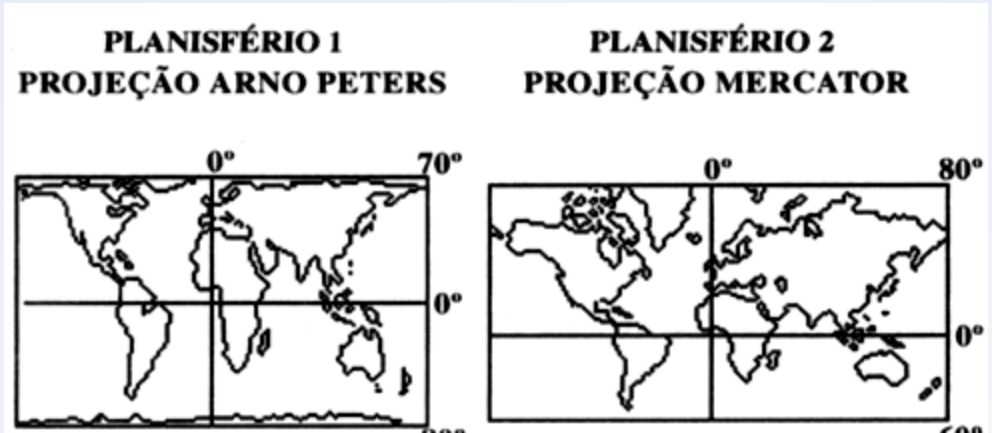 PLANISFÉRIO 1
PROJEÇÃO ARNO PETERS
0º
70º
0º
PLANISFÉRIO 2
PROJEÇÃO MERCATOR
0º
80º
0º